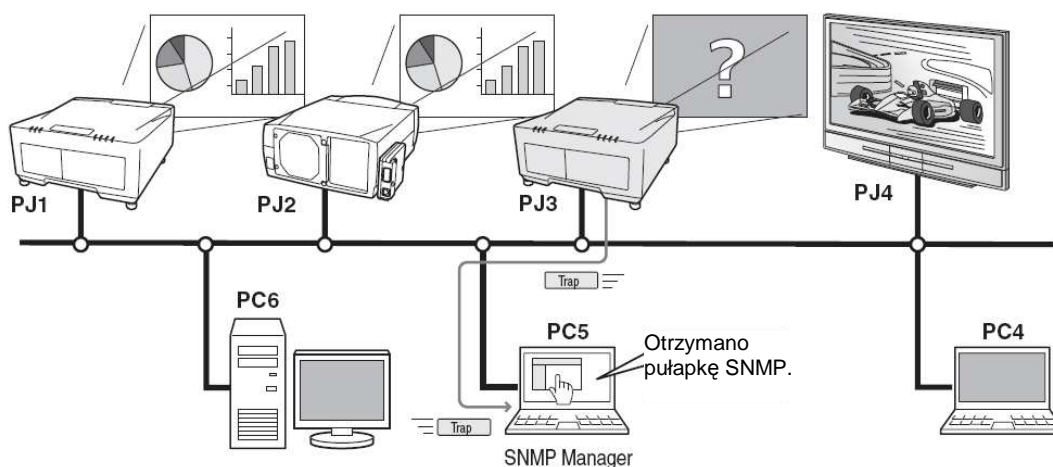 ?
PJ1
PJ2
PJ3
PJ4
Trap
PC6
PC5
Otrzymano
pułapkę SNMP.
PC4
Trap
SNMP Manager